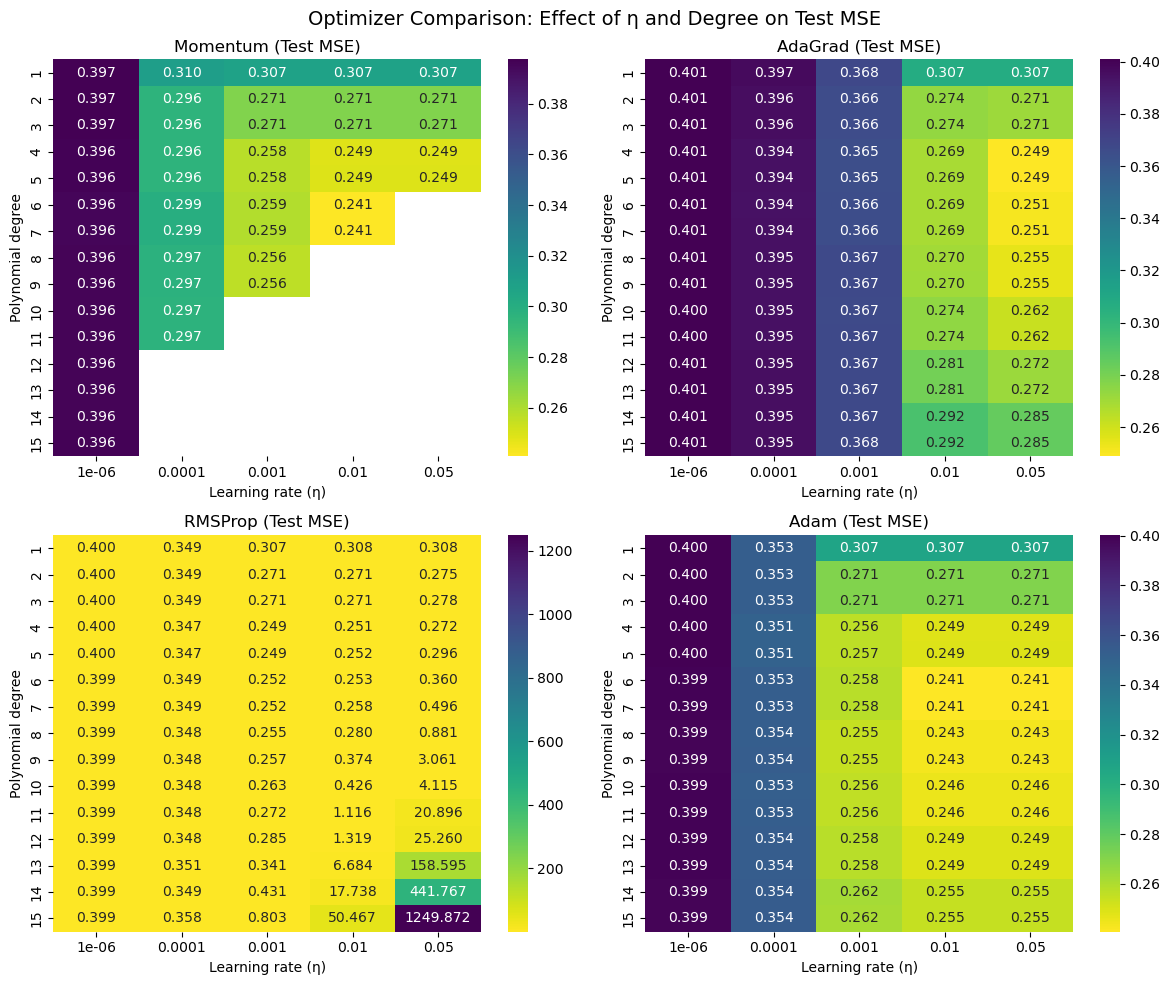 Optimizer Comparison: Effect of η and Degree on Test MSE
Momentum (Test MSE)
Polynomial degree
1 0.397 0.310 0.307 0.307 0.307
2 0.397 0.296 0.271 0.271 0.271
3 0.397 0.296 0.271 0.271 0.271
4 0.396 0.296 0.258 0.249 0.249
5 0.396 0.296 0.258 0.249 0.249
6 0.396 0.299 0.259 0.241
7 0.396 0.299 0.259 0.241
8 0.396 0.297 0.256
9 0.396 0.297 0.256
10 0.396 0.297
11 0.396 0.297
12 0.396
13 0.396
14 0.396
15 0.396
1e-06 0.0001 0.001 0.01 0.05
Learning rate (η)
0.38
0.36
0.34
0.32
0.30
0.28
0.26
AdaGrad (Test MSE)
Polynomial degree
1 0.401 0.397 0.368 0.307 0.307
2 0.401 0.396 0.366 0.274 0.271
3 0.401 0.396 0.366 0.274 0.271
4 0.401 0.394 0.365 0.269 0.249
5 0.401 0.394 0.365 0.269 0.249
6 0.401 0.394 0.366 0.269 0.251
7 0.401 0.394 0.366 0.269 0.251
8 0.401 0.395 0.367 0.270 0.255
9 0.401 0.395 0.367 0.270 0.255
10 0.400 0.395 0.367 0.274 0.262
11 0.400 0.395 0.367 0.274 0.262
12 0.401 0.395 0.367 0.281 0.272
13 0.401 0.395 0.367 0.281 0.272
14 0.401 0.395 0.367 0.292 0.285
15 0.401 0.395 0.368 0.292 0.285
1e-06 0.0001 0.001 0.01 0.05
Learning rate (η)
0.40
0.38
0.36
0.34
0.32
0.30
0.28
0.26
RMSProp (Test MSE)
Polynomial degree
1 0.400 0.349 0.307 0.308 0.308
2 0.400 0.349 0.271 0.271 0.275
3 0.400 0.349 0.271 0.271 0.278
4 0.400 0.347 0.249 0.251 0.272
5 0.400 0.347 0.249 0.252 0.296
6 0.400 0.349 0.252 0.253 0.360
7 0.399 0.349 0.252 0.258 0.496
8 0.399 0.348 0.255 0.280 0.881
9 0.399 0.348 0.257 0.374 3.061
10 0.399 0.348 0.263 0.426 4.115
11 0.399 0.348 0.272 1.116 20.896
12 0.399 0.348 0.285 1.319 25.260
13 0.399 0.351 0.341 6.684 158.595
14 0.399 0.349 0.431 17.738 441.767
15 0.399 0.358 0.803 50.467 1249.872
1e-06 0.0001 0.001 0.01 0.05
Learning rate (η)
1200
1000
800
600
400
200
Adam (Test MSE)
Polynomial degree
1 0.400 0.353 0.307 0.307 0.307
2 0.400 0.353 0.271 0.271 0.271
3 0.400 0.353 0.271 0.271 0.271
4 0.400 0.351 0.256 0.249 0.249
5 0.400 0.351 0.257 0.249 0.249
6 0.399 0.353 0.258 0.241 0.241
7 0.399 0.353 0.258 0.241 0.241
8 0.399 0.354 0.255 0.243 0.243
9 0.399 0.354 0.255 0.243 0.243
10 0.399 0.353 0.256 0.246 0.246
11 0.399 0.353 0.256 0.246 0.246
12 0.399 0.354 0.258 0.249 0.249
13 0.399 0.354 0.258 0.249 0.249
14 0.399 0.354 0.262 0.255 0.255
15 0.399 0.354 0.262 0.255 0.255
1e-06 0.0001 0.001 0.01 0.05
Learning rate (η)
0.40
0.38
0.36
0.34
0.32
0.30
0.28
0.26